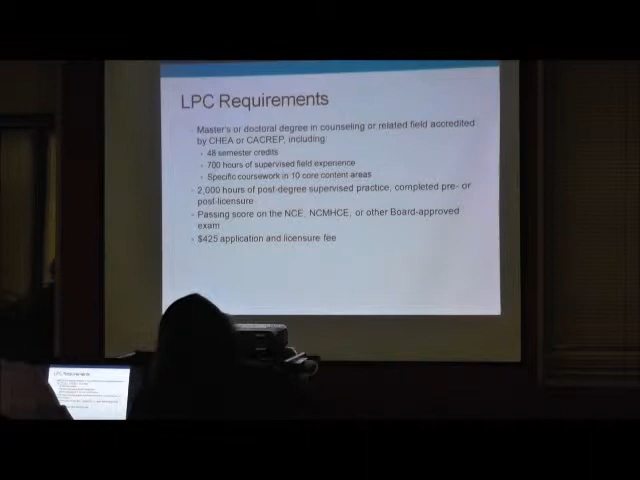 LPC Requirements
Master's or doctoral degree in counseling or related field accredited
by CHEA or CACREP, including:
• 48 semester credits
• 700 hours of supervised field experience
• Specific coursework in 10 core content areas
• 2,000 hours of post-degree supervised practice, completed pre- or
post-licensure
• Passing score on the NCE, NCMHCE, or other Board-approved
exam
• $425 application and licensure fee
LPC Requirements